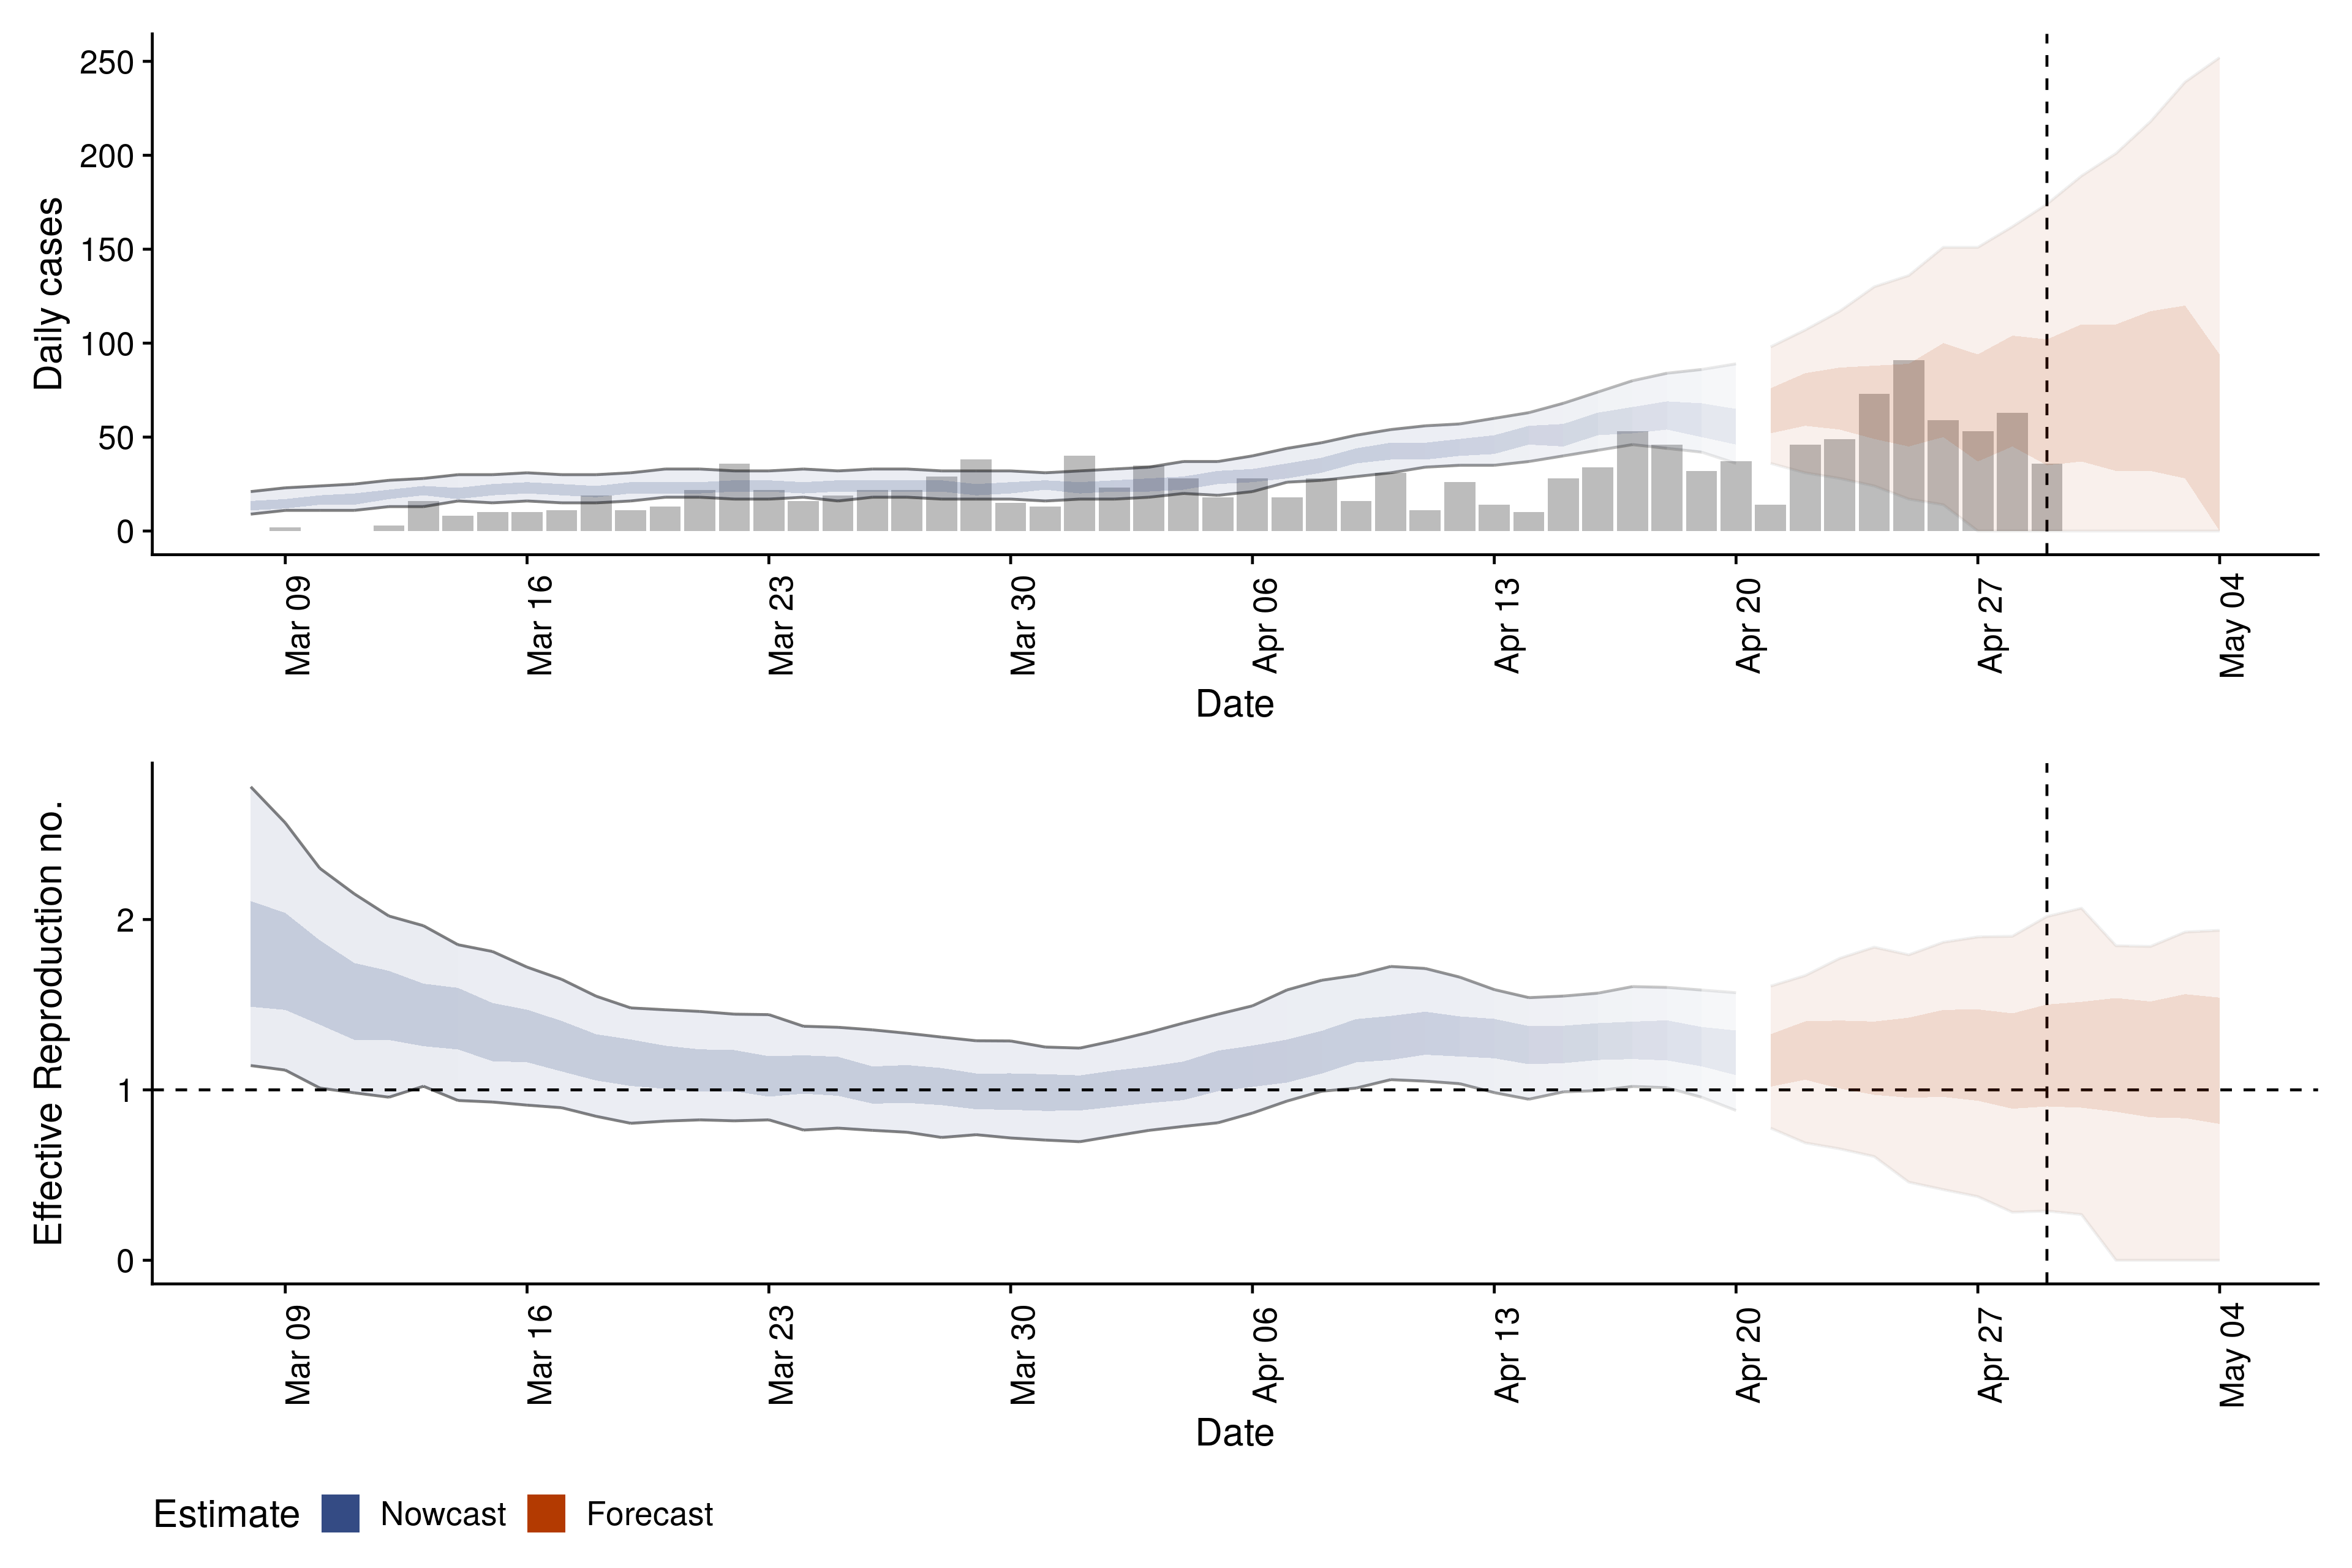 Daily cases
250
200
150
100
50
0
Mar 09
Mar 16
Mar 23
Mar 30
Apr 06
Apr 13
Apr 20
Apr 27
May 04
Date
Effective Reproduction no.
2
1
0
Mar 09
Mar 16
Mar 23
Mar 30
Apr 06
Apr 13
Apr 20
Apr 27
May 04
Date
Estimate Nowcast Forecast